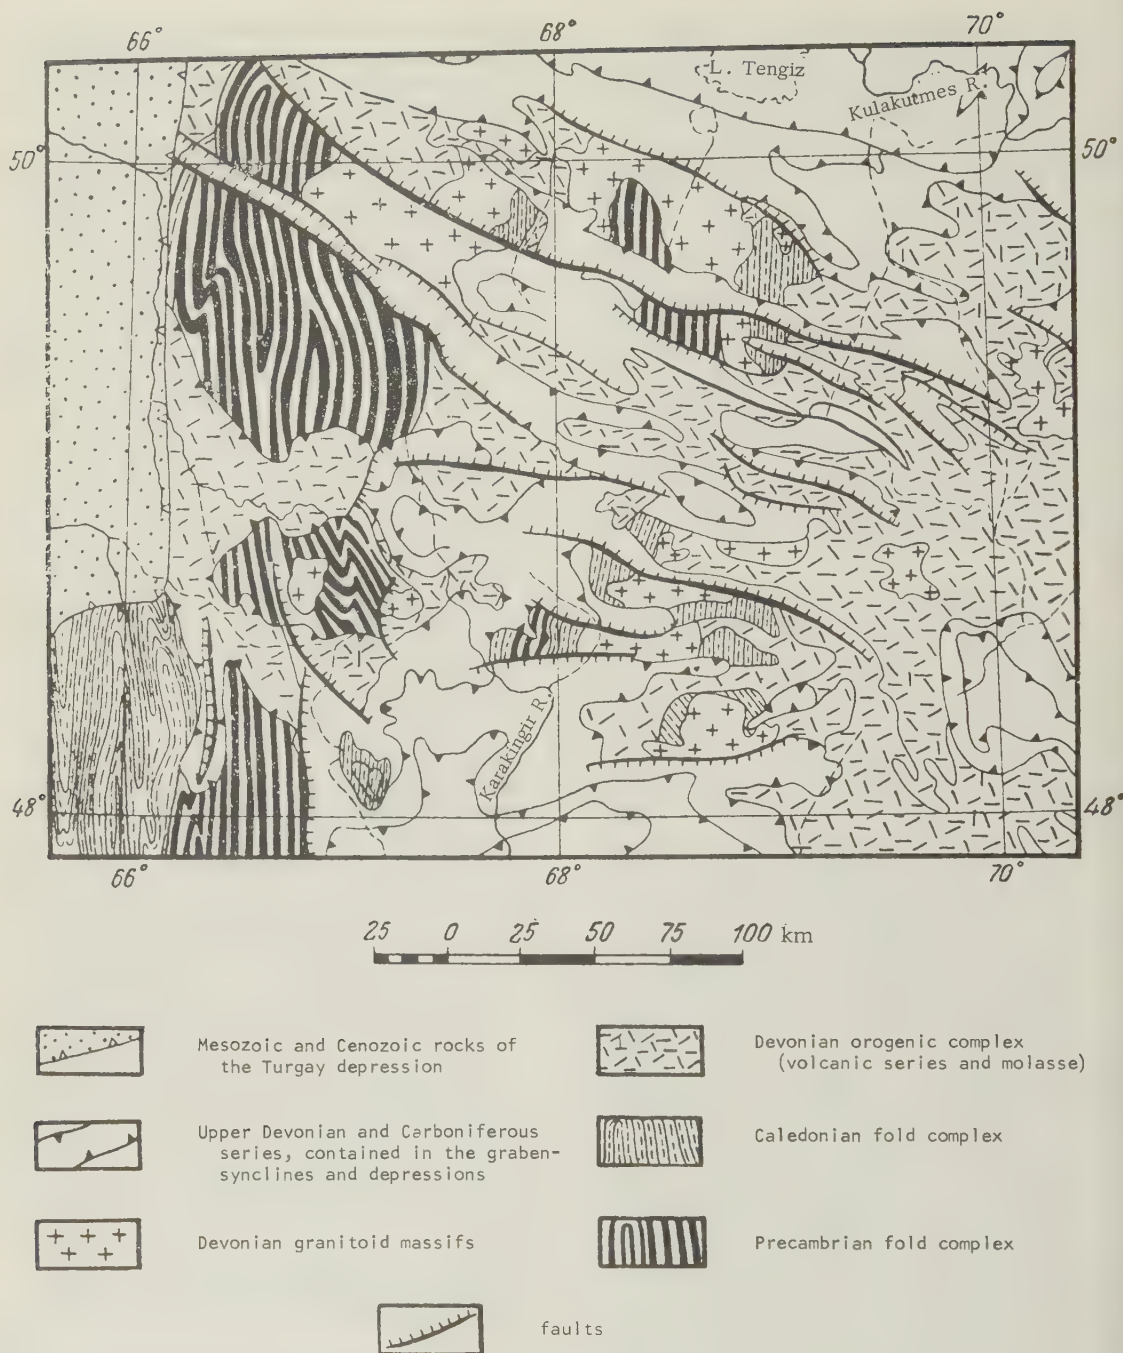 66°
68°
70°
L. Tengiz
Kulakutmes R.
50°
50°
Karakingir R.
48°
48°
66°
68°
70°
25 0 25 50 75 100 km
Mesozoic and Cenozoic rocks of
the Turgay depression
Devonian orogenic complex
(volcanic series and molasse)
Upper Devonian and Carboniferous
series, contained in the graben-
synclines and depressions
Caledonian fold complex
Devonian granitoid massifs
Precambrian fold complex
faults